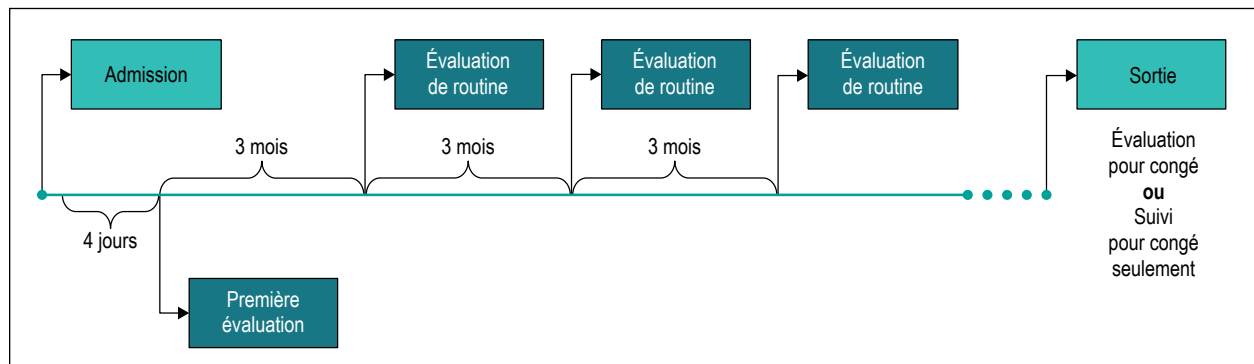 Admission
Évaluation
de routine
Évaluation
de routine
Évaluation
de routine
Sortie
3 mois
3 mois
3 mois
4 jours
Première
évaluation
Évaluation
pour congé
ou
Suivi
pour congé
seulement